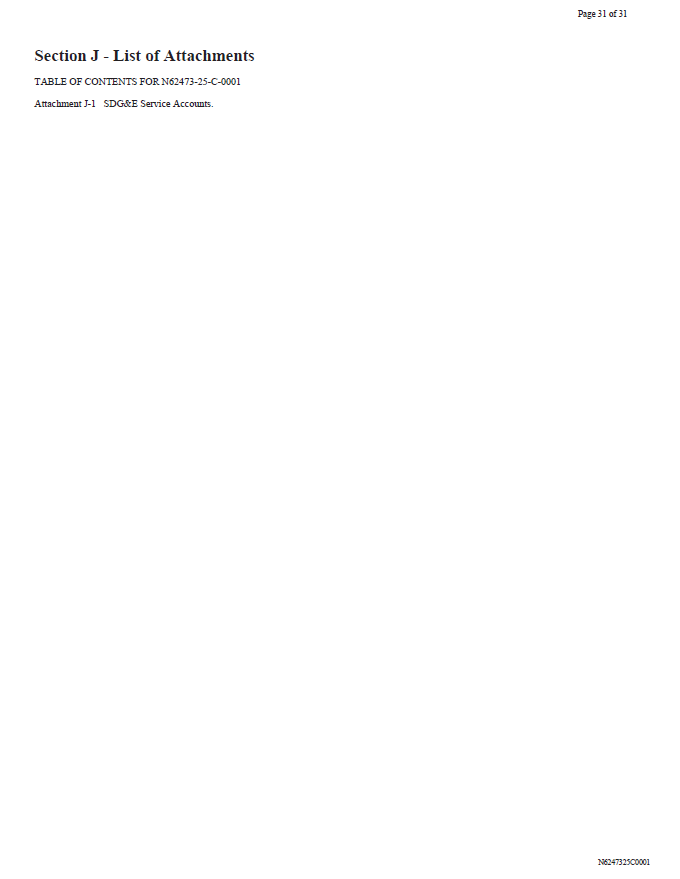 Page 31 of 31
Section J - List of Attachments
TABLE OF CONTENTS FOR N62473-25-C-0001
Attachment J-1 SDG&E Service Accounts.
N6247325C0001